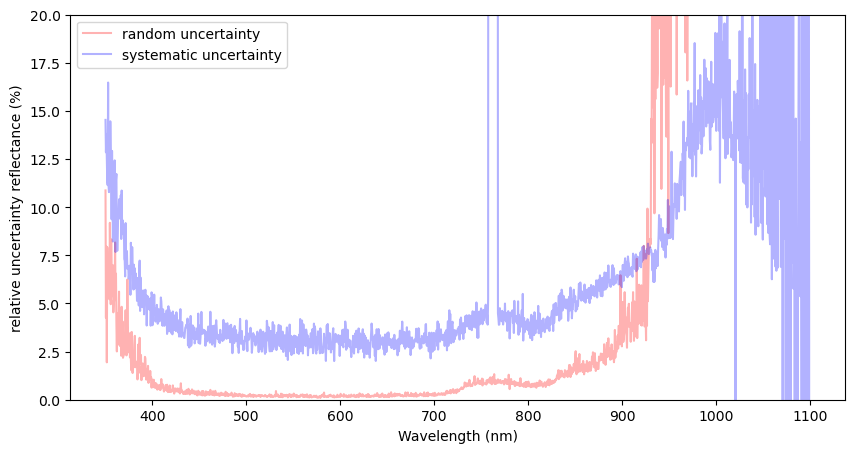 random uncertainty
systematic uncertainty
relative uncertainty reflectance (%)
20.0
17.5
15.0
12.5
10.0
7.5
5.0
2.5
0.0
400 500 600 700 800 900 1000 1100
Wavelength (nm)